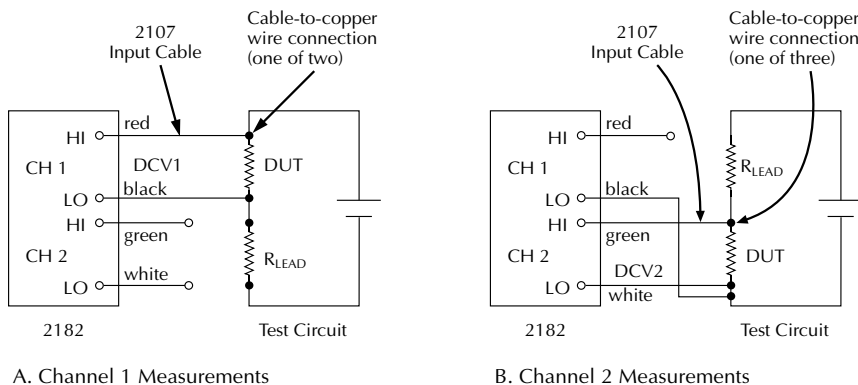 2107
Input Cable
Cable-to-copper
wire connection
(one of two)
red
HI
CH 1
DCV1
DUT
black
LO
HI
green
CH 2
RLEAD
white
LO
2182
Test Circuit
A. Channel 1 Measurements
2107
Input Cable
Cable-to-copper
wire connection
(one of three)
red
HI
CH 1
RLEAD
black
LO
HI
green
CH 2
DUT
DCV2
LO
white
2182
Test Circuit
B. Channel 2 Measurements